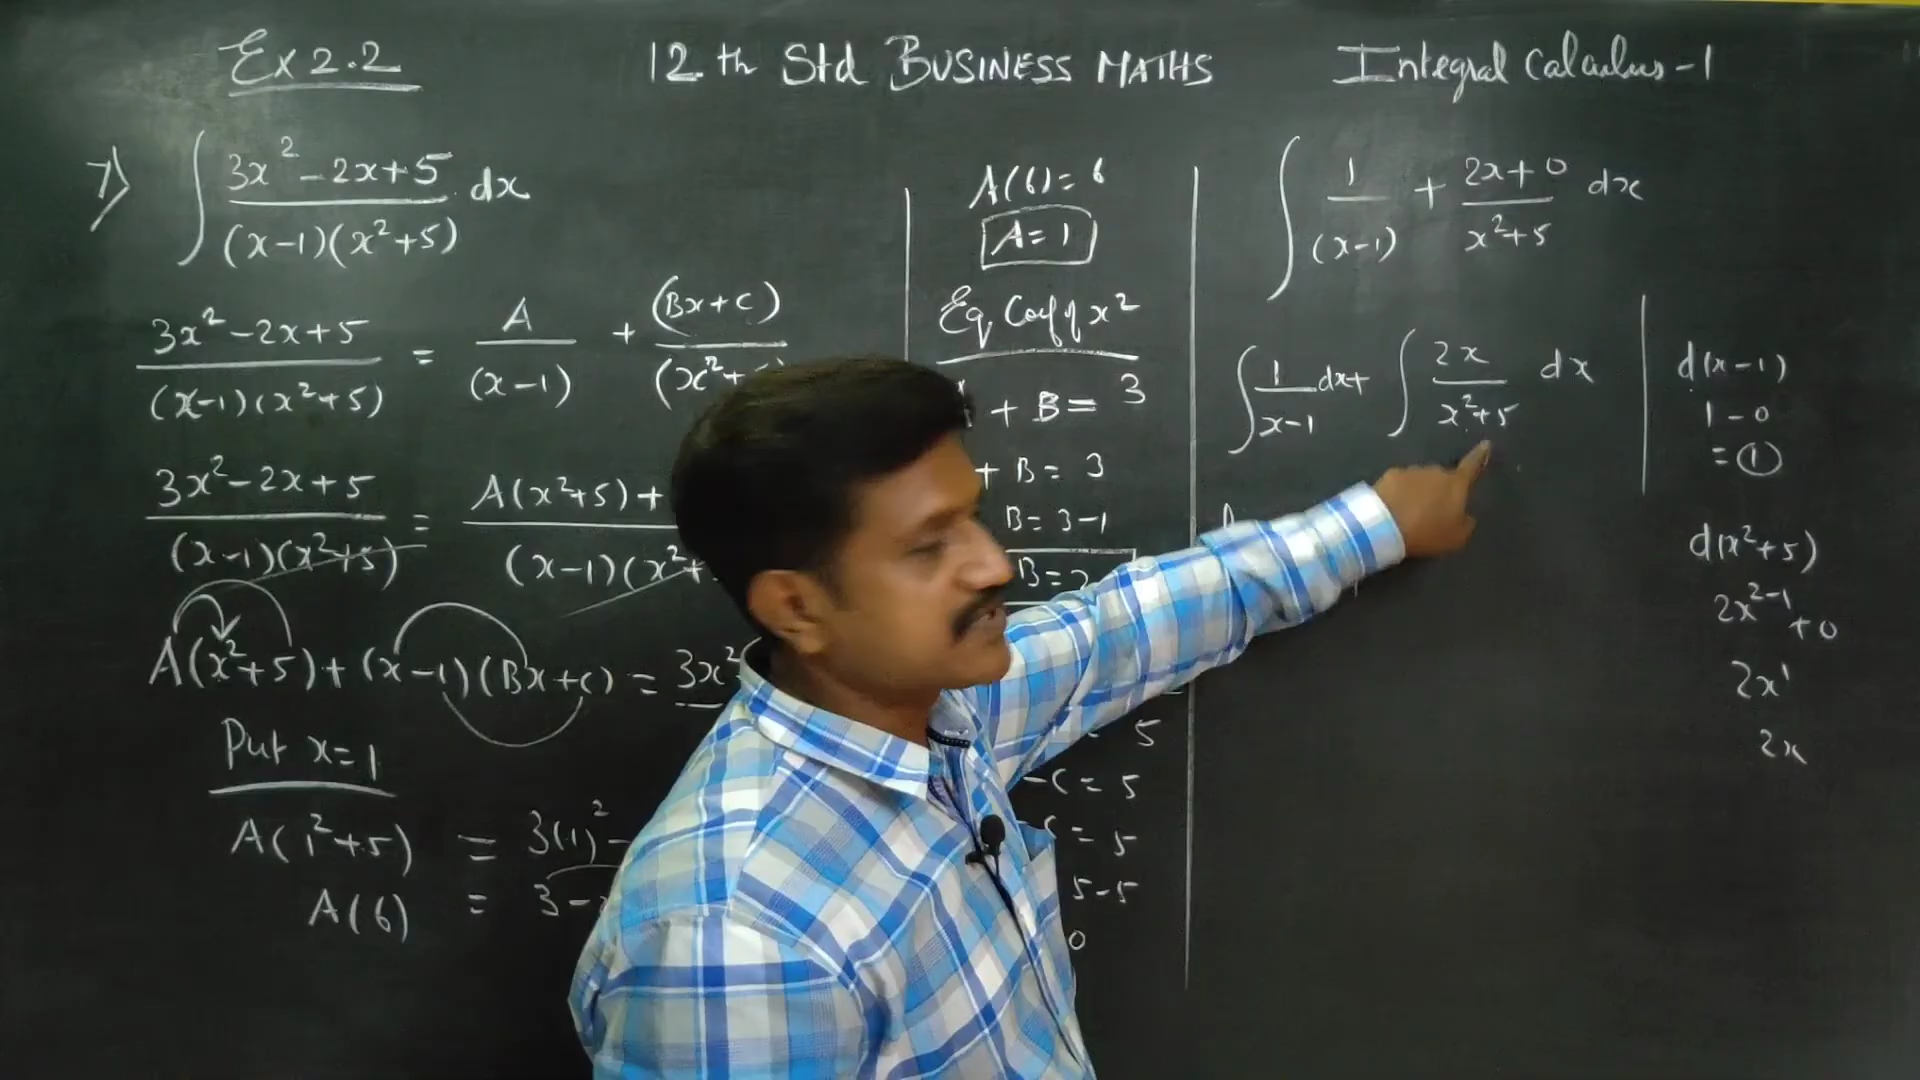 Ex 2.2
12th Std BUSINESS MATHS
Integral Calculus-1
7) ∫ 3x²-2x+5 / (x-1)(x²+5) dx
3x²-2x+5 / (x-1)(x²+5) = A / (x-1) + (Bx+C) / (x²+
3x²-2x+5 / (x-1)(x²+5) = A(x²+5)+ / (x-1)(x²+
A(x²+5)+(x-1)(Bx+C) = 3x²
Put x=1
A(1²+5) = 3(1)²-
A(6) = 3-
A(6)=6
A=1
Eq Coeff x²
+ B= 3
+ B= 3
B= 3-1
B=2
= 5
-C= 5
= 5
5-5
0
∫ 1 / (x-1) + 2x+0 / x²+5 dx
∫ 1 / x-1 dx+ ∫ 2x / x²+5 dx
d(x-1)
1-0
=1
d(x²+5)
2x²⁻¹+0
2x¹
2x